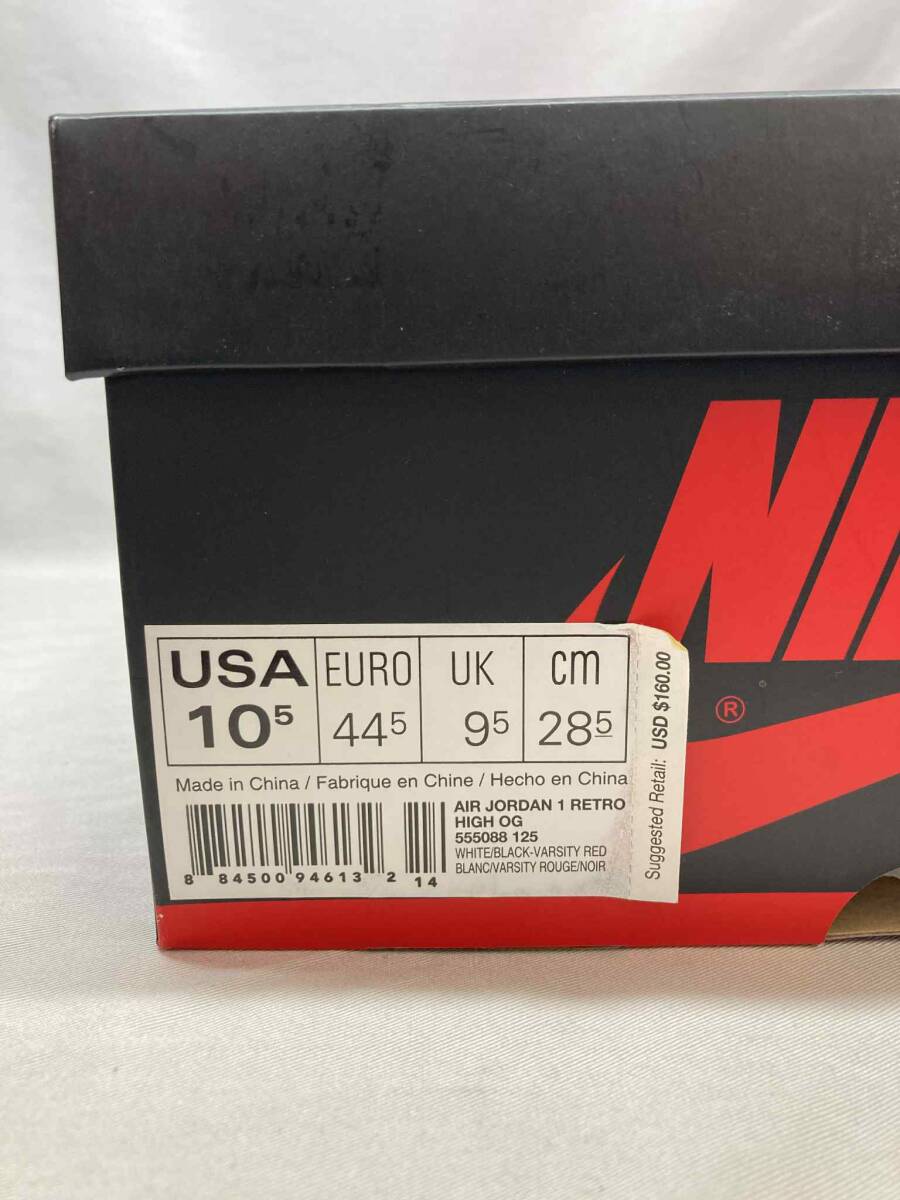 NI
®
USA EURO UK cm
10⁵ 44⁵ 9⁵ 28⁵
Made in China / Fabrique en Chine / Hecho en China
AIR JORDAN 1 RETRO
HIGH OG
555088 125
WHITE/BLACK-VARSITY RED
BLANC/VARSITY ROUGE/NOIR
8 84500 94613 2 14
Suggested Retail: USD $160.00